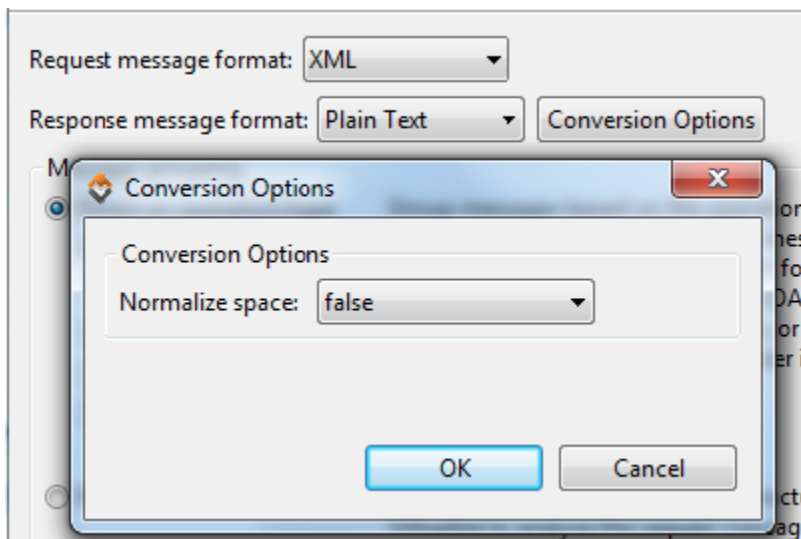 Request message format: XML
Response message format: Plain Text Conversion Options
Conversion Options
Conversion Options
Normalize space: false
OK Cancel